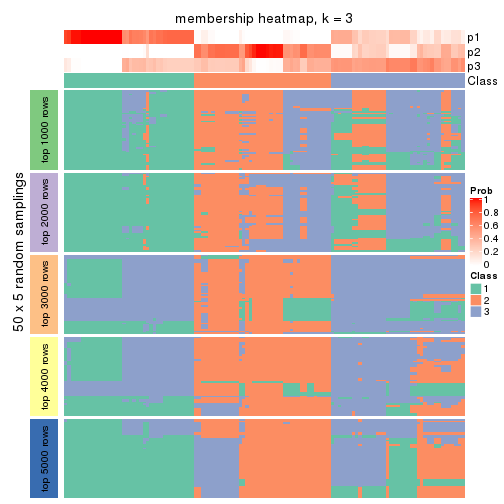 membership heatmap, k = 3
p1
p2
p3
Class
50 x 5 random samplings
top 1000 rows
top 2000 rows
top 3000 rows
top 4000 rows
top 5000 rows
Prob
1
0.8
0.6
0.4
0.2
0
Class
1
2
3